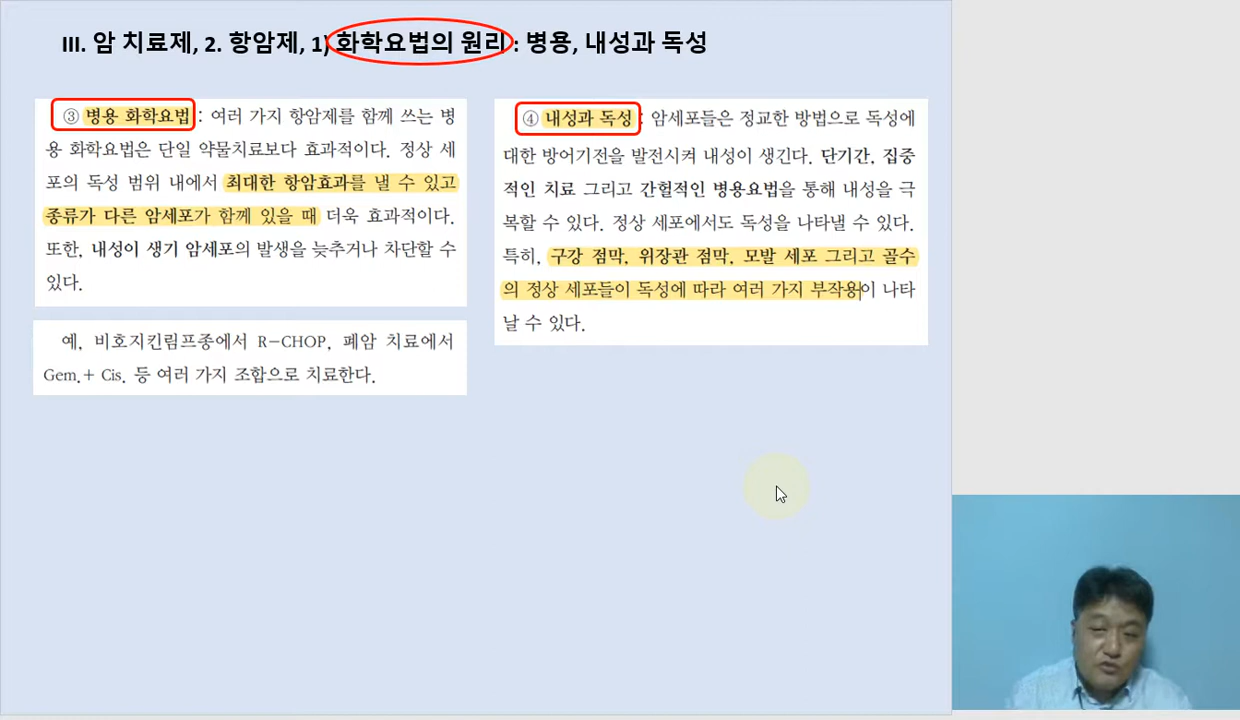 III. 암 치료제, 2. 항암제, 1) 화학요법의 원리 : 병용, 내성과 독성
③ 병용 화학요법 : 여러 가지 항암제를 함께 쓰는 병
용 화학요법은 단일 약물치료보다 효과적이다. 정상 세
포의 독성 범위 내에서 최대한 항암효과를 낼 수 있고
종류가 다른 암세포가 함께 있을 때 더욱 효과적이다.
또한, 내성이 생기 암세포의 발생을 늦추거나 차단할 수
있다.
예, 비호지킨림프종에서 R-CHOP, 폐암 치료에서
Gem.+ Cis. 등 여러 가지 조합으로 치료한다.
④ 내성과 독성 : 암세포들은 정교한 방법으로 독성에
대한 방어기전을 발전시켜 내성이 생긴다. 단기간, 집중
적인 치료 그리고 간헐적인 병용요법을 통해 내성을 극
복할 수 있다. 정상 세포에서도 독성을 나타낼 수 있다.
특히, 구강 점막, 위장관 점막, 모발 세포 그리고 골수
의 정상 세포들이 독성에 따라 여러 가지 부작용이 나타
날 수 있다.